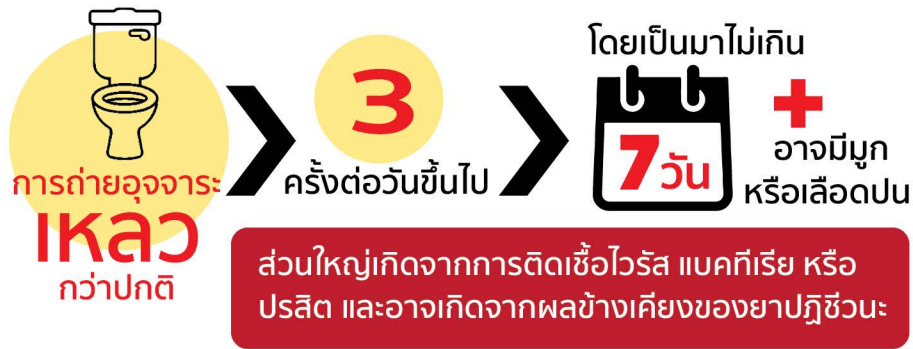 การถ่ายอุจจาระ
เหลว
กว่าปกติ
3
ครั้งต่อวันขึ้นไป
โดยเป็นมาไม่เกิน
7 วัน
+
อาจมีมูก
หรือเลือดปน
ส่วนใหญ่เกิดจากการติดเชื้อไวรัส แบคทีเรีย หรือ
ปรสิต และอาจเกิดจากผลข้างเคียงของยาปฏิชีวนะ